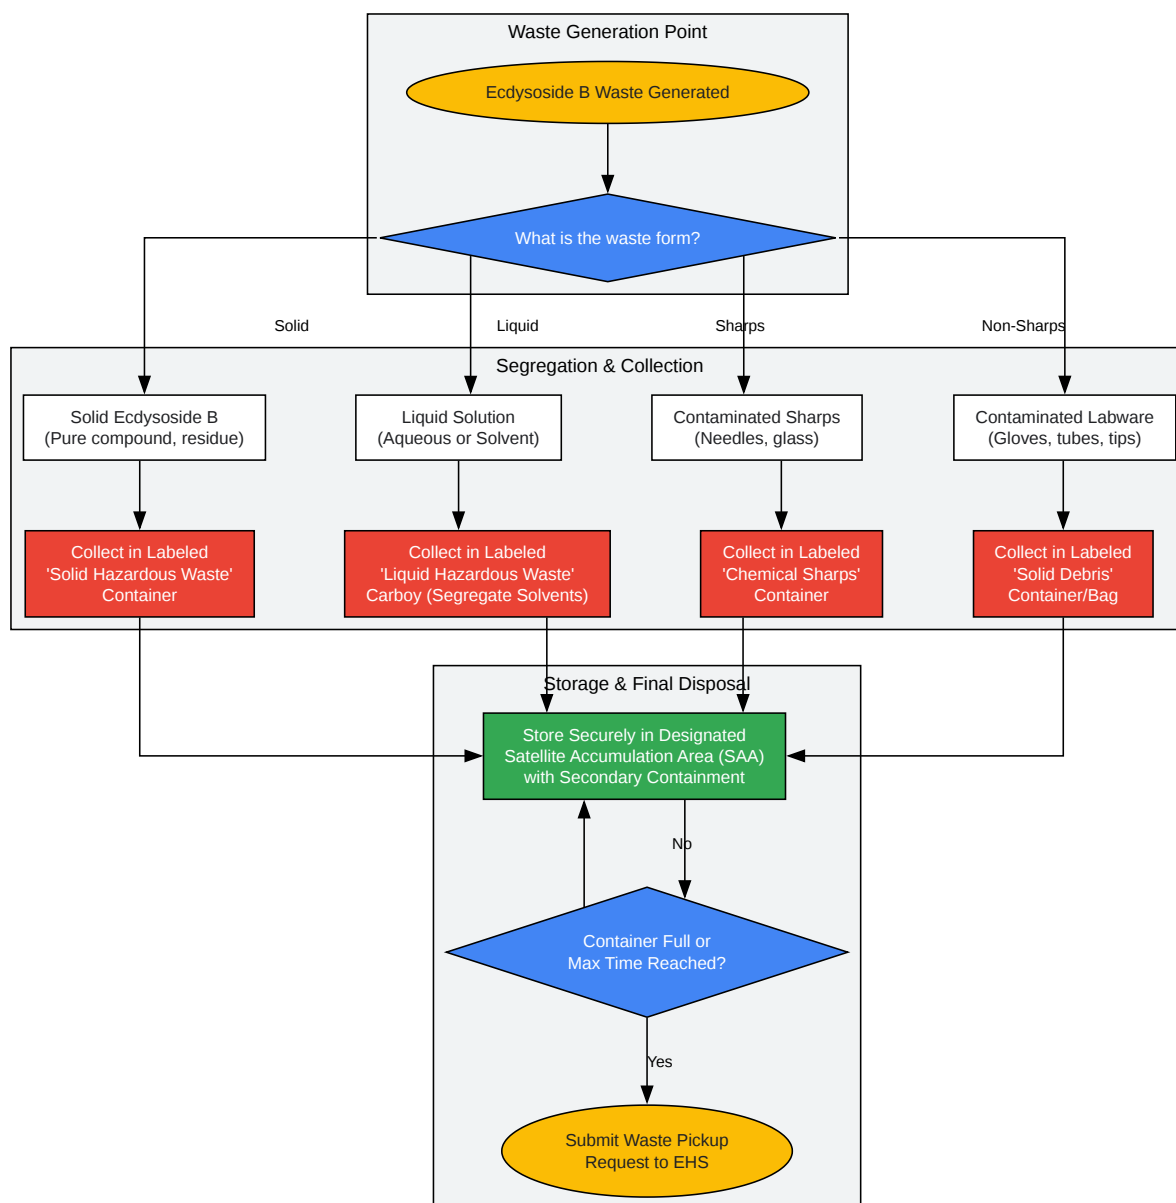 Waste Generation Point
Ecdysoside B Waste Generated
What is the waste form?
Solid
Liquid
Sharps
Non-Sharps
Segregation & Collection
Solid Ecdysoside B
(Pure compound, residue)
Liquid Solution
(Aqueous or Solvent)
Contaminated Sharps
(Needles, glass)
Contaminated Labware
(Gloves, tubes, tips)
Collect in Labeled
'Solid Hazardous Waste'
Container
Collect in Labeled
'Liquid Hazardous Waste'
Carboy (Segregate Solvents)
Collect in Labeled
'Chemical Sharps'
Container
Collect in Labeled
'Solid Debris'
Container/Bag
Storage & Final Disposal
Store Securely in Designated
Satellite Accumulation Area (SAA)
with Secondary Containment
No
Container Full or
Max Time Reached?
Yes
Submit Waste Pickup
Request to EHS